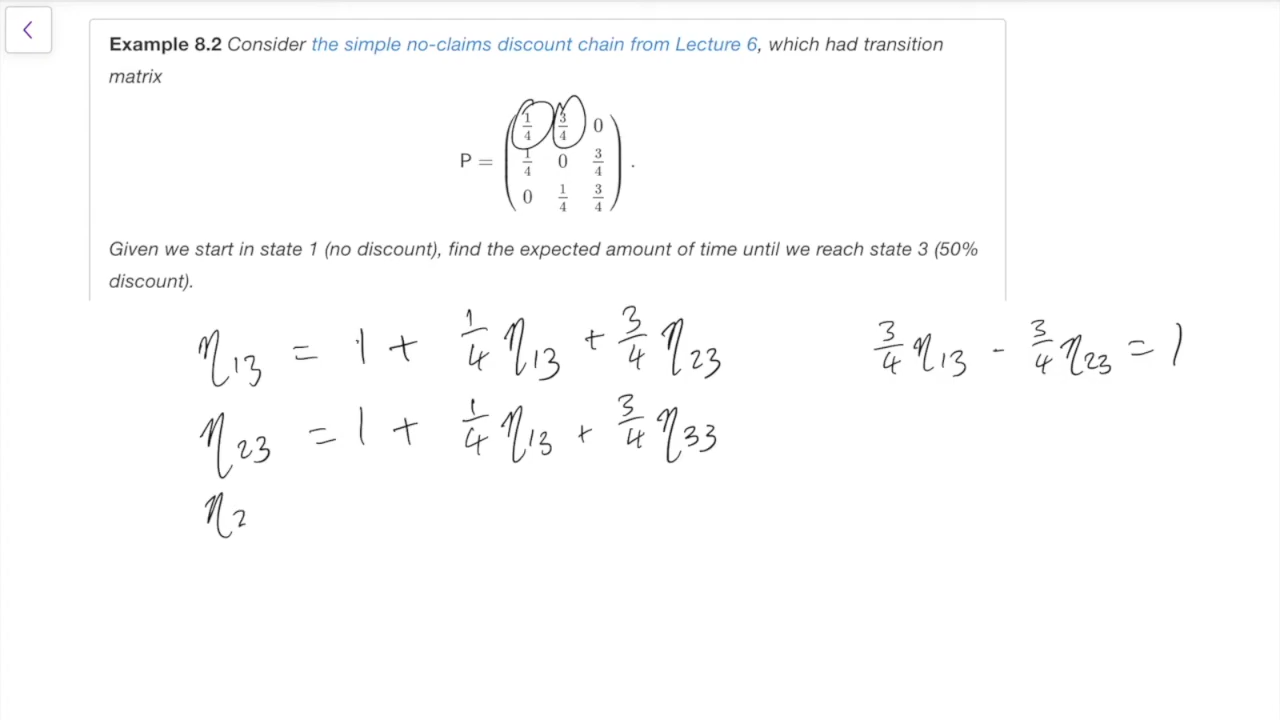 Example 8.2 Consider the simple no-claims discount chain from Lecture 6, which had transition
matrix
P = ( 1/4 3/4 0
1/4 0 3/4
0 1/4 3/4 ) .
Given we start in state 1 (no discount), find the expected amount of time until we reach state 3 (50%
discount).
η₁₃ = 1 + 1/4 η₁₃ + 3/4 η₂₃
3/4 η₁₃ - 3/4 η₂₃ = 1
η₂₃ = 1 + 1/4 η₁₃ + 3/4 η₃₃
η₂